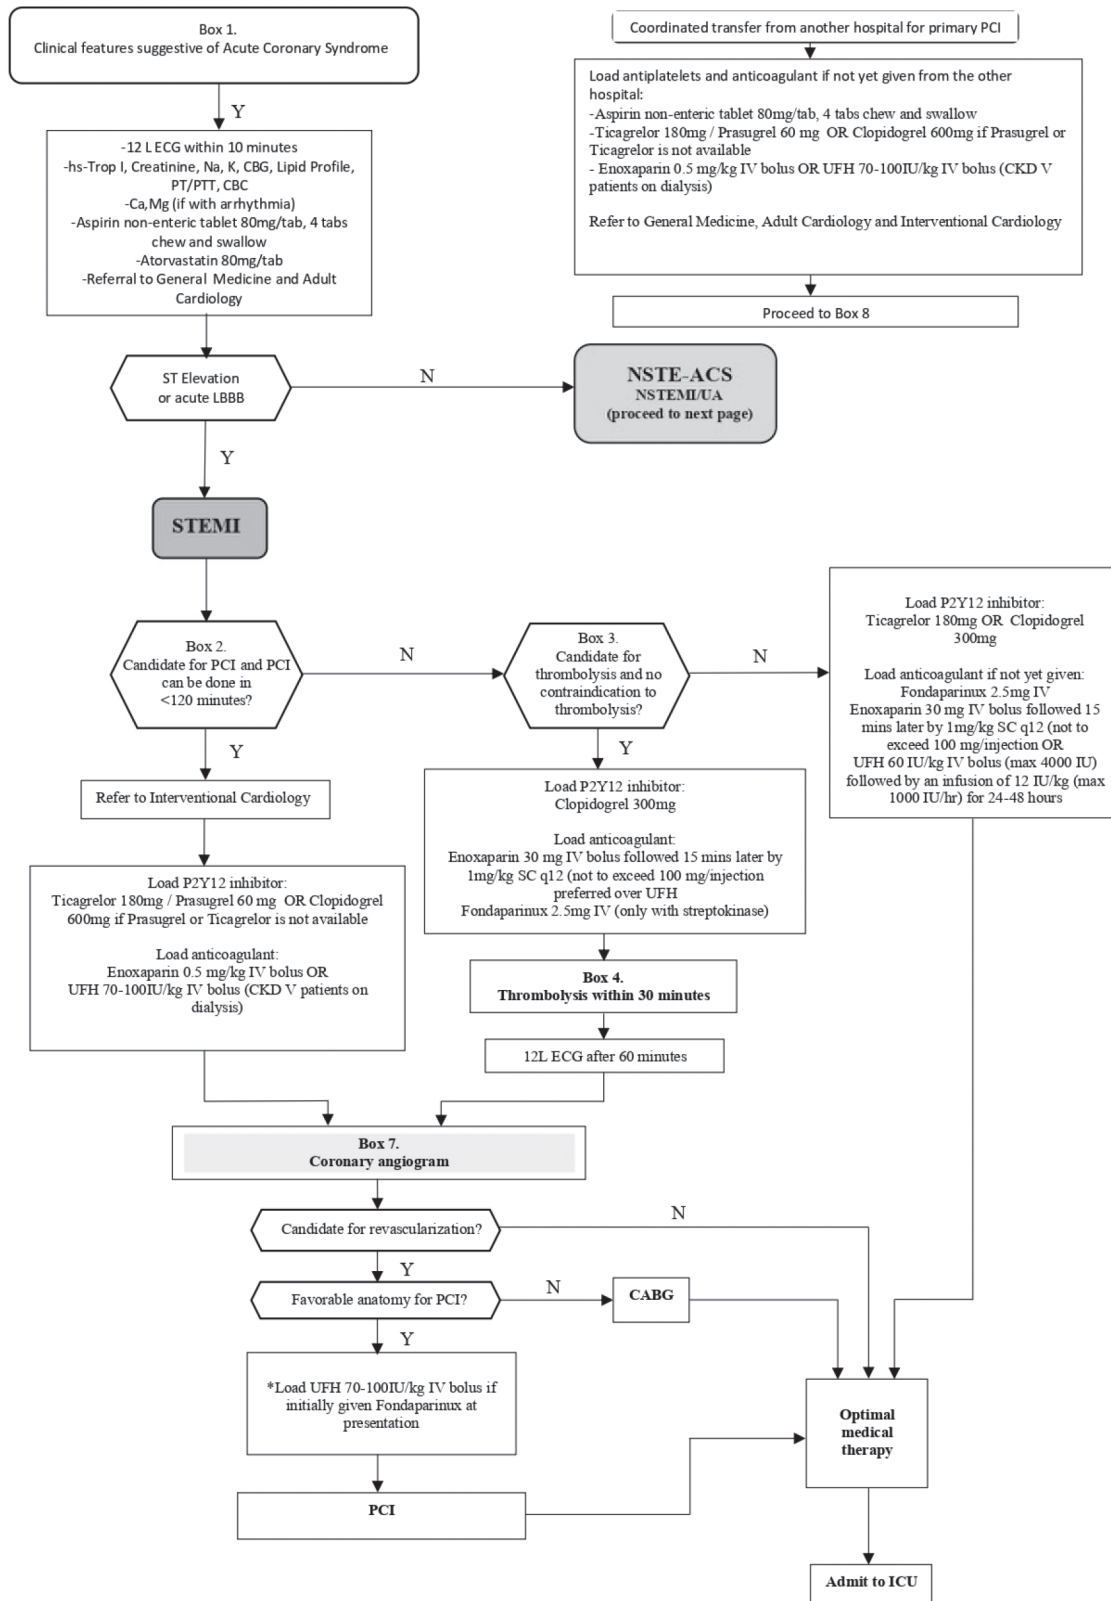 Box 1.
Clinical features suggestive of Acute Coronary Syndrome
Y
-12 L ECG within 10 minutes
-hs-Trop I, Creatinine, Na, K, CBG, Lipid Profile,
PT/PTT, CBC
-Ca,Mg (if with arrhythmia)
-Aspirin non-enteric tablet 80mg/tab, 4 tabs
chew and swallow
-Atorvastatin 80mg/tab
-Referral to General Medicine and Adult
Cardiology
Coordinated transfer from another hospital for primary PCI
Load antiplatelets and anticoagulant if not yet given from the other
hospital:
-Aspirin non-enteric tablet 80mg/tab, 4 tabs chew and swallow
-Ticagrelor 180mg / Prasugrel 60 mg OR Clopidogrel 600mg if Prasugrel or
Ticagrelor is not available
- Enoxaparin 0.5 mg/kg IV bolus OR UFH 70-100IU/kg IV bolus (CKD V
patients on dialysis)
Refer to General Medicine, Adult Cardiology and Interventional Cardiology
Proceed to Box 8
ST Elevation
or acute LBBB
N
NSTE-ACS
NSTEMI/UA
(proceed to next page)
Y
STEMI
Box 2.
Candidate for PCI and PCI
can be done in
<120 minutes?
N
Box 3.
Candidate for
thrombolysis and no
contraindication to
thrombolysis?
N
Load P2Y12 inhibitor:
Ticagrelor 180mg OR Clopidogrel
300mg
Load anticoagulant if not yet given:
Fondaparinux 2.5mg IV
Enoxaparin 30 mg IV bolus followed 15
mins later by 1mg/kg SC q12 (not to
exceed 100 mg/injection OR
UFH 60 IU/kg IV bolus (max 4000 IU)
followed by an infusion of 12 IU/kg (max
1000 IU/hr) for 24-48 hours
Y
Refer to Interventional Cardiology
Load P2Y12 inhibitor:
Ticagrelor 180mg / Prasugrel 60 mg OR Clopidogrel
600mg if Prasugrel or Ticagrelor is not available
Load anticoagulant:
Enoxaparin 0.5 mg/kg IV bolus OR
UFH 70-100IU/kg IV bolus (CKD V patients on
dialysis)
Y
Load P2Y12 inhibitor:
Clopidogrel 300mg
Load anticoagulant:
Enoxaparin 30 mg IV bolus followed 15 mins later by
1mg/kg SC q12 (not to exceed 100 mg/injection
preferred over UFH
Fondaparinux 2.5mg IV (only with streptokinase)
Box 4.
Thrombolysis within 30 minutes
12L ECG after 60 minutes
Box 7.
Coronary angiogram
Candidate for revascularization?
N
Y
Favorable anatomy for PCI?
N
CABG
Y
*Load UFH 70-100IU/kg IV bolus if
initially given Fondaparinux at
presentation
PCI
Optimal
medical
therapy
Admit to ICU